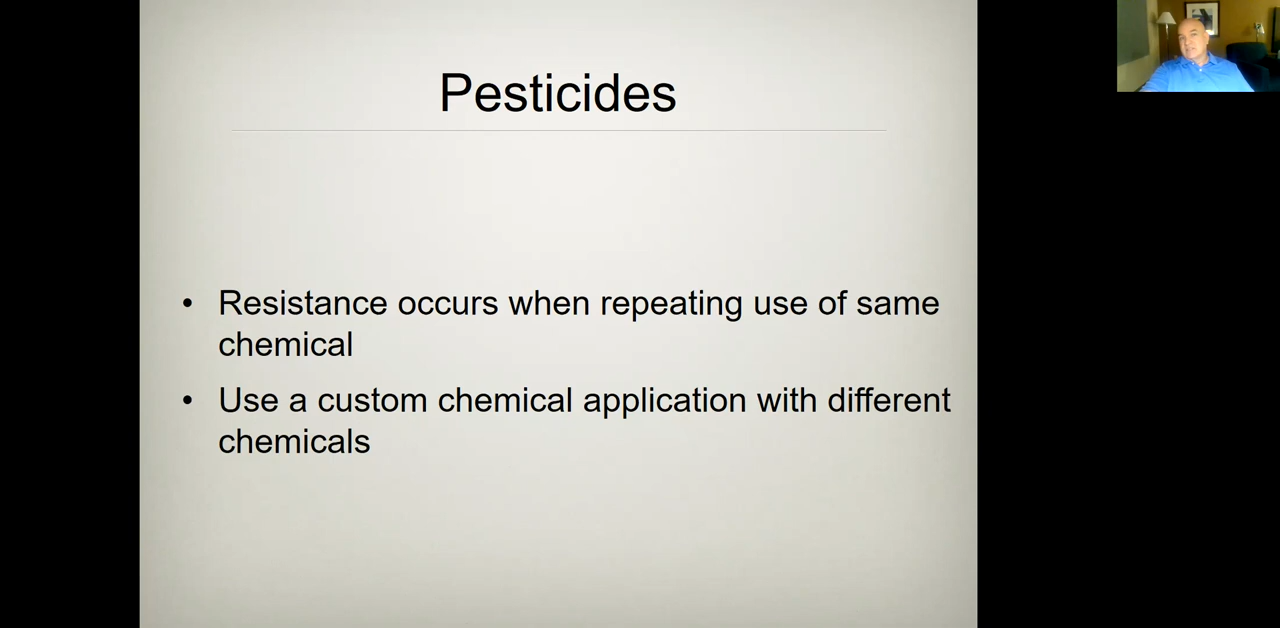 Pesticides
• Resistance occurs when repeating use of same
chemical
• Use a custom chemical application with different
chemicals